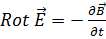 Rot E⃗ = − ∂B⃗/∂t